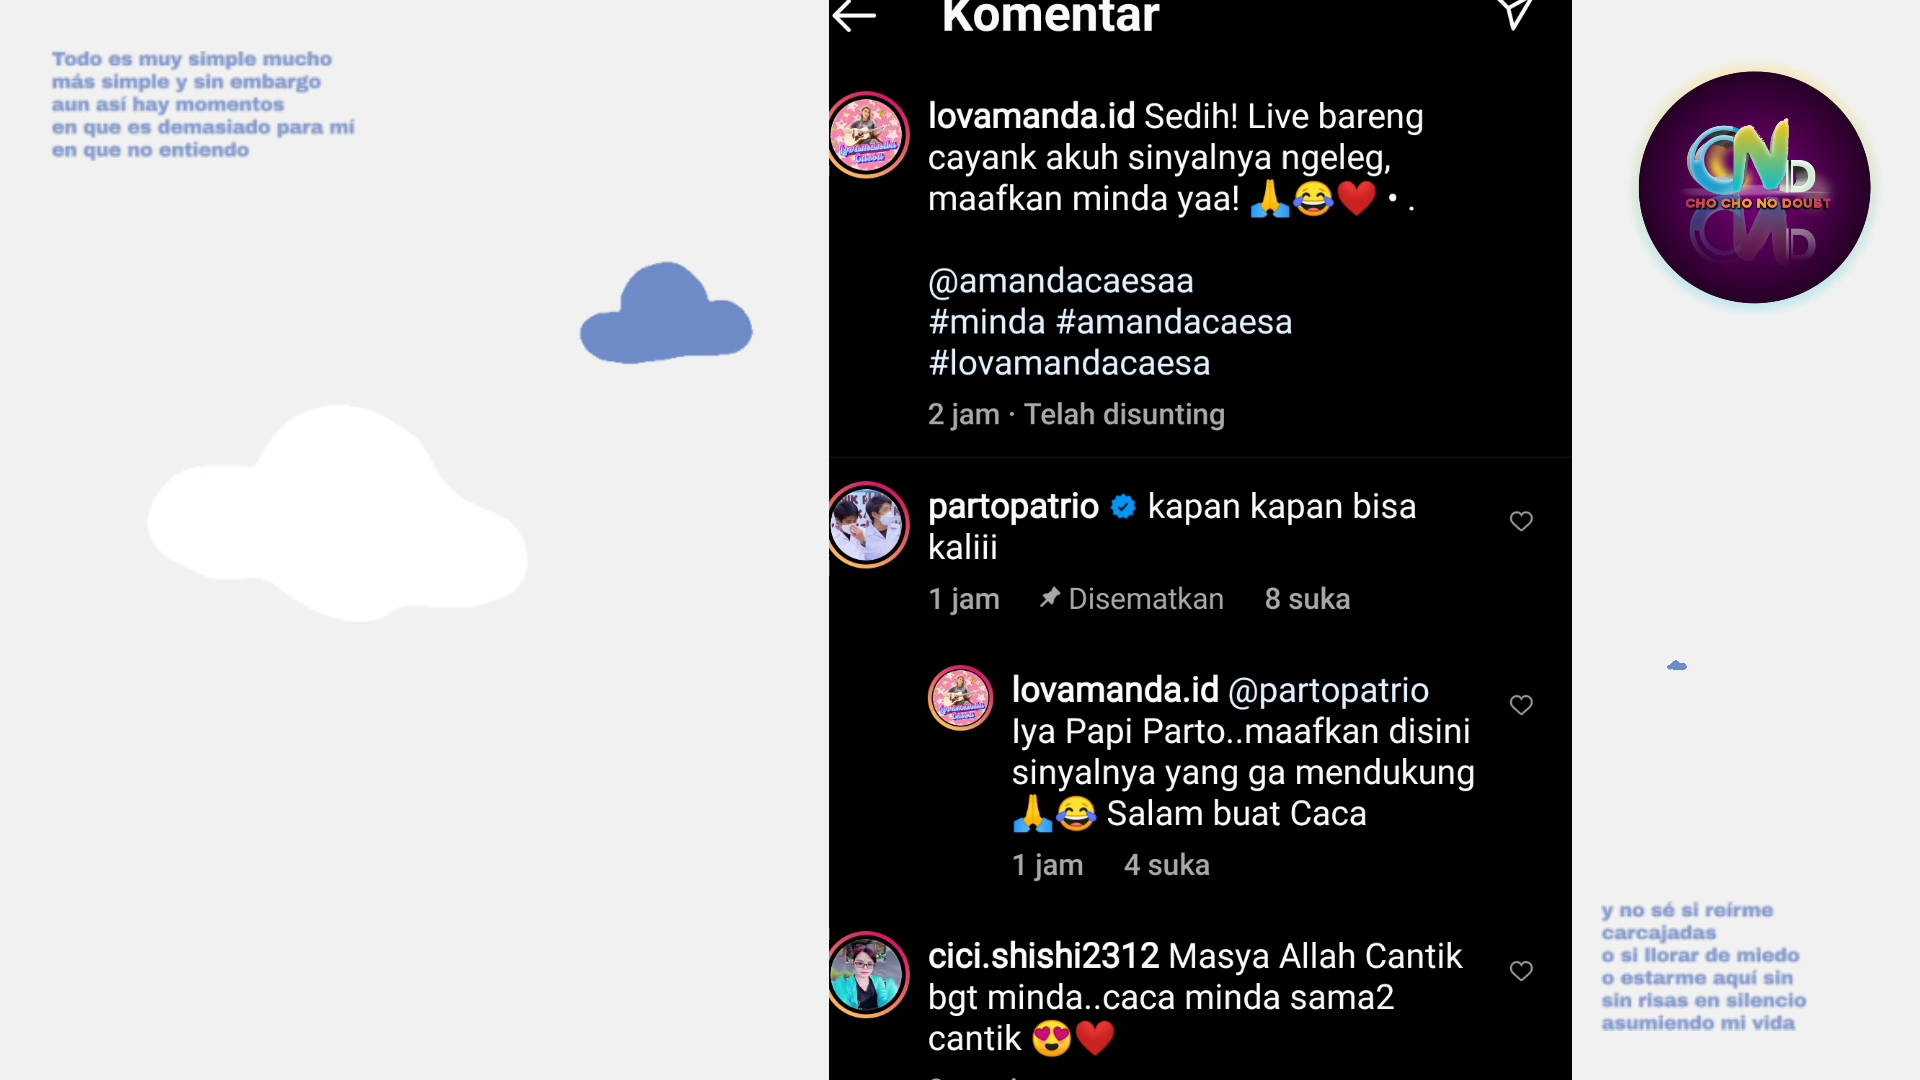 Todo es muy simple mucho
más simple y sin embargo
aun así hay momentos
en que es demasiado para mí
en que no entiendo
Komentar
lovamanda.id Sedih! Live bareng
cayank akuh sinyalnya ngeleg,
maafkan minda yaa! 🙏😂❤️ • .
@amandacaesaa
#minda #amandacaesa
#lovamandacaesa
2 jam · Telah disunting
partopatrio kapan kapan bisa
kaliii
1 jam Disematkan 8 suka
lovamanda.id @partopatrio
Iya Papi Parto..maafkan disini
sinyalnya yang ga mendukung
🙏😂 Salam buat Caca
1 jam 4 suka
cici.shishi2312 Masya Allah Cantik
bgt minda..caca minda sama2
cantik 😍❤️
CND
CHO CHO NO DOUBT
y no sé si reírme
carcajadas
o si llorar de miedo
o estarme aquí sin
sin risas en silencio
asumiendo mi vida